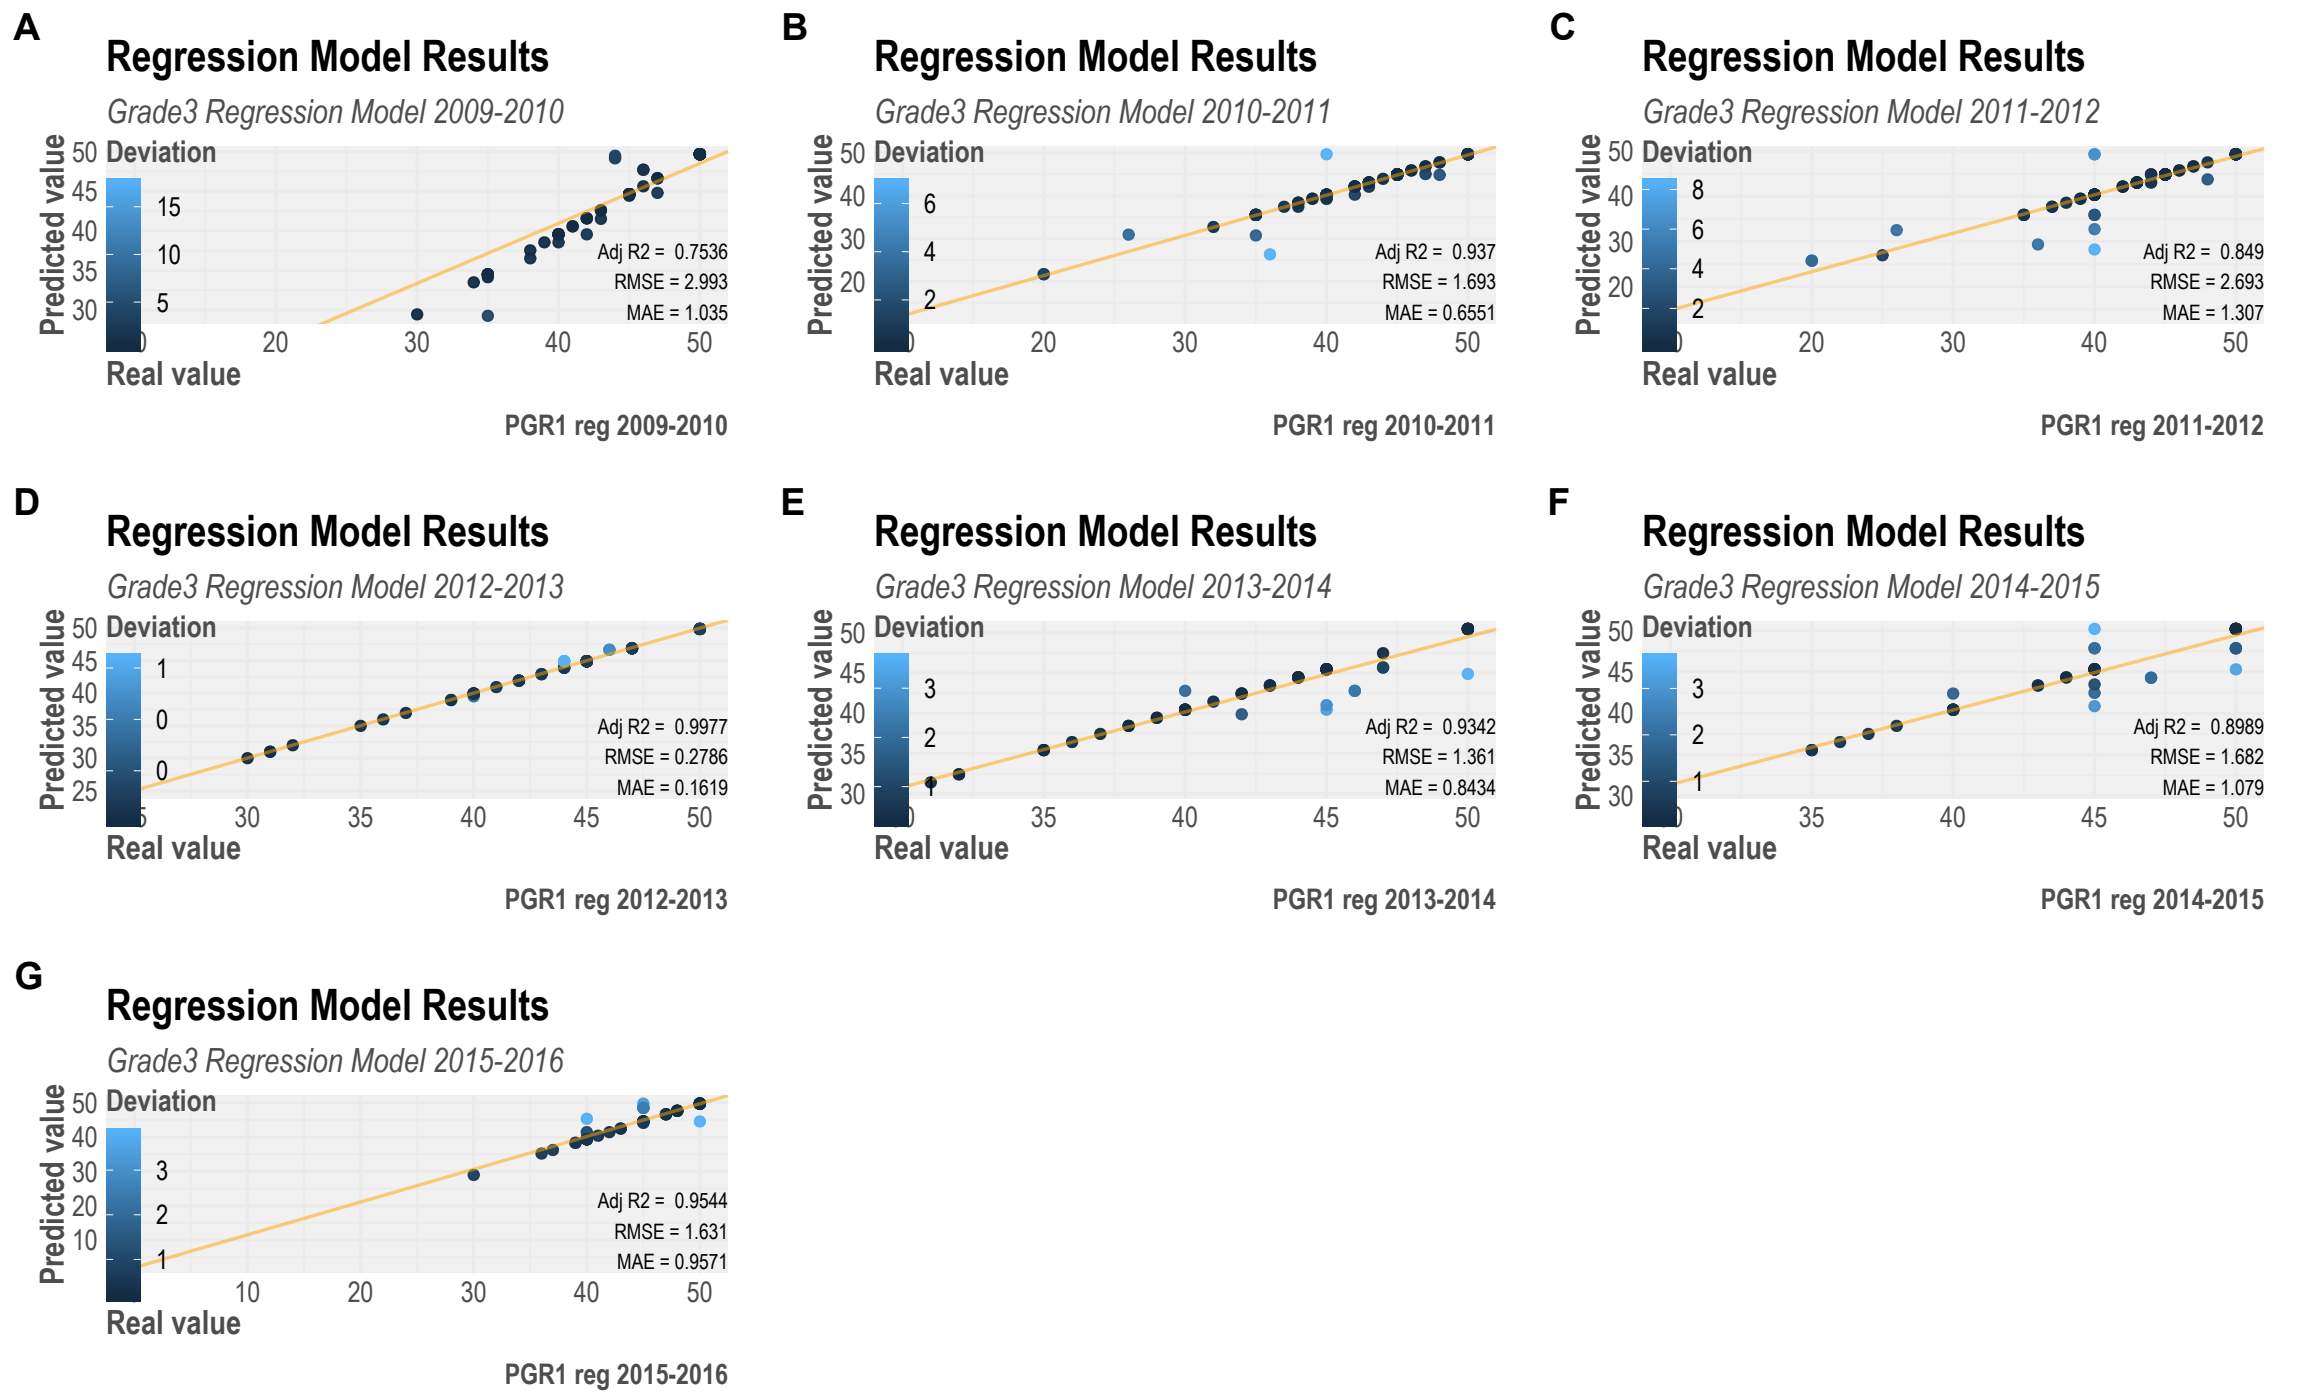 A
Regression Model Results
Grade3 Regression Model 2009-2010
Predicted value
50
45
40
35
30
Deviation
15
10
5
Adj R2 = 0.7536
RMSE = 2.993
MAE = 1.035
20 30 40 50
Real value
PGR1 reg 2009-2010
B
Regression Model Results
Grade3 Regression Model 2010-2011
Predicted value
50
40
30
20
Deviation
6
4
2
Adj R2 = 0.937
RMSE = 1.693
MAE = 0.6551
20 30 40 50
Real value
PGR1 reg 2010-2011
C
Regression Model Results
Grade3 Regression Model 2011-2012
Predicted value
50
40
30
20
Deviation
8
6
4
2
Adj R2 = 0.849
RMSE = 2.693
MAE = 1.307
20 30 40 50
Real value
PGR1 reg 2011-2012
D
Regression Model Results
Grade3 Regression Model 2012-2013
Predicted value
50
45
40
35
30
25
Deviation
1
0
0
Adj R2 = 0.9977
RMSE = 0.2786
MAE = 0.1619
30 35 40 45 50
Real value
PGR1 reg 2012-2013
E
Regression Model Results
Grade3 Regression Model 2013-2014
Predicted value
50
45
40
35
30
Deviation
3
2
1
Adj R2 = 0.9342
RMSE = 1.361
MAE = 0.8434
35 40 45 50
Real value
PGR1 reg 2013-2014
F
Regression Model Results
Grade3 Regression Model 2014-2015
Predicted value
50
45
40
35
30
Deviation
3
2
1
Adj R2 = 0.8989
RMSE = 1.682
MAE = 1.079
35 40 45 50
Real value
PGR1 reg 2014-2015
G
Regression Model Results
Grade3 Regression Model 2015-2016
Predicted value
50
40
30
20
10
Deviation
3
2
1
Adj R2 = 0.9544
RMSE = 1.631
MAE = 0.9571
10 20 30 40 50
Real value
PGR1 reg 2015-2016